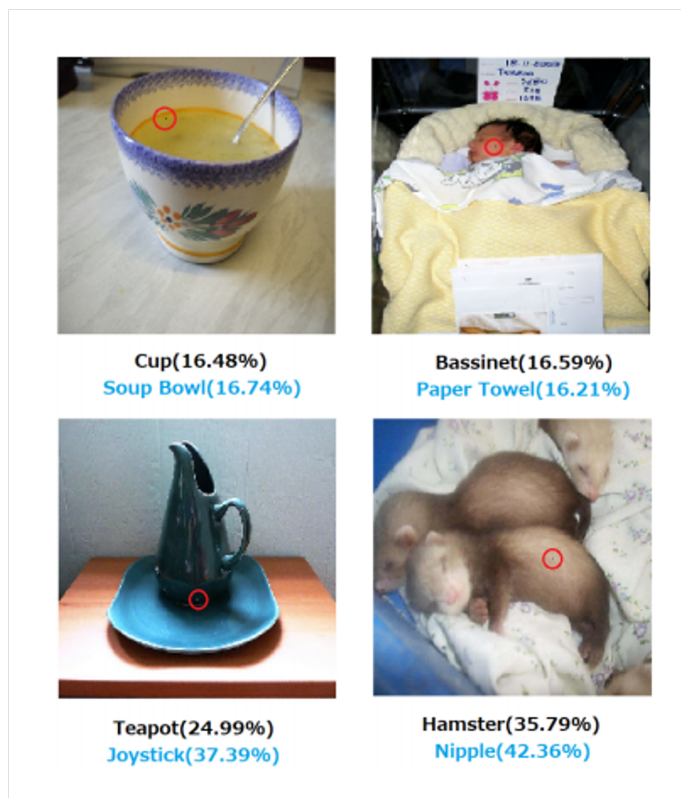 Cup(16.48%)
Soup Bowl(16.74%)
Bassinet(16.59%)
Paper Towel(16.21%)
Teapot(24.99%)
Joystick(37.39%)
Hamster(35.79%)
Nipple(42.36%)